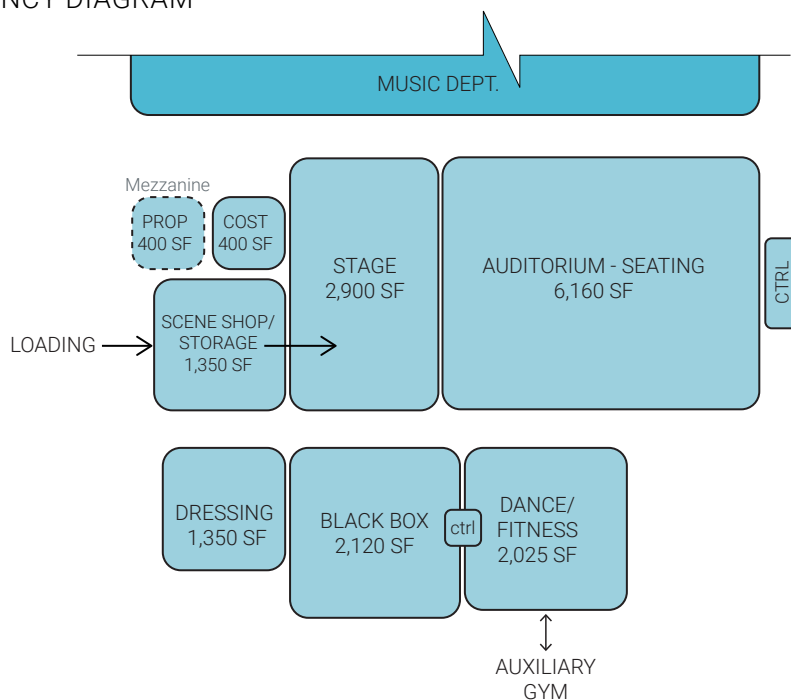 NCY DIAGRAM
MUSIC DEPT.
Mezzanine
PROP
400 SF
COST
400 SF
STAGE
2,900 SF
AUDITORIUM - SEATING
6,160 SF
CTRL
LOADING
SCENE SHOP/
STORAGE
1,350 SF
DRESSING
1,350 SF
BLACK BOX
2,120 SF
ctrl
DANCE/
FITNESS
2,025 SF
AUXILIARY
GYM